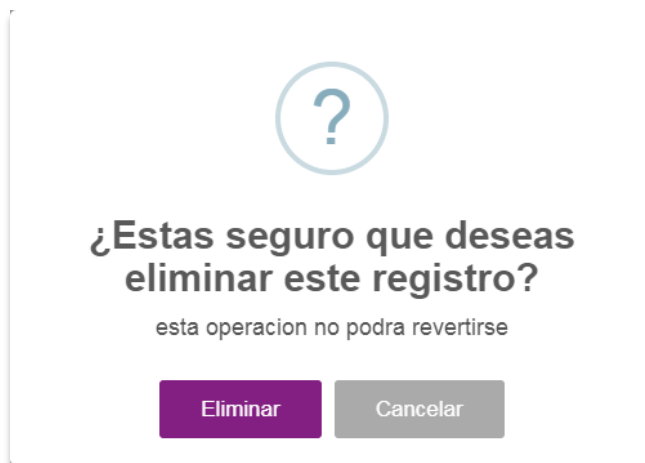 ?
¿Estas seguro que deseas
eliminar este registro?
esta operacion no podra revertirse
Eliminar
Cancelar